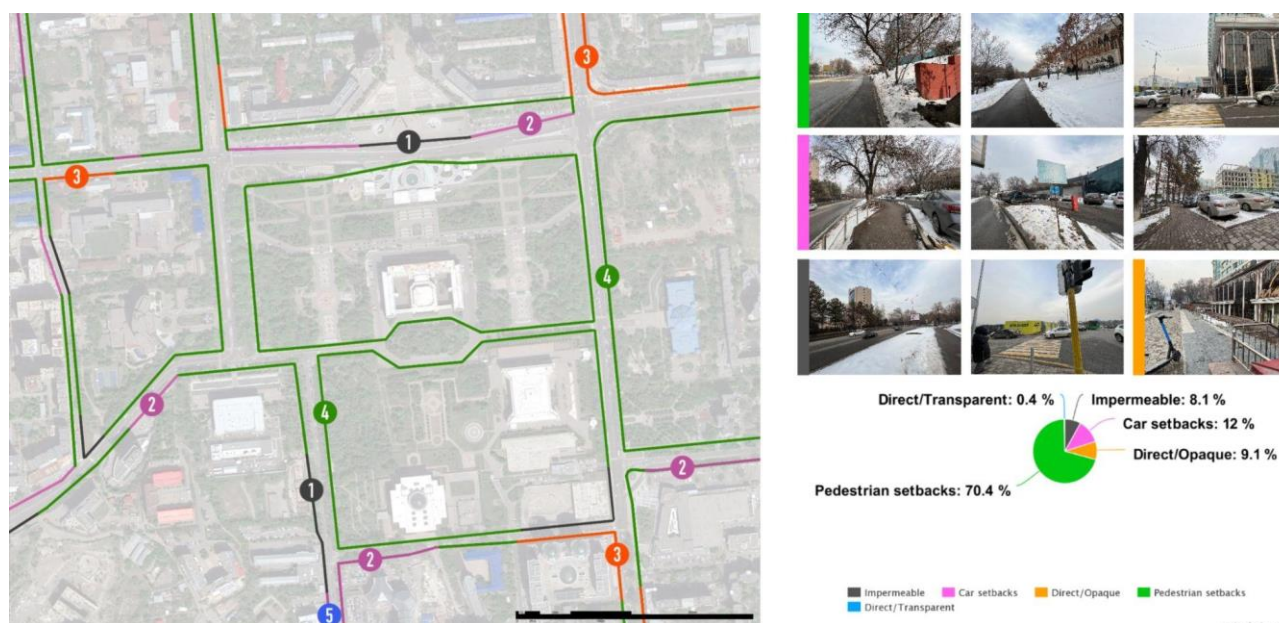 3
2
1
3
4
2
4
1
2
2
3
5
Direct/Transparent: 0.4 %
Impermeable: 8.1 %
Car setbacks: 12 %
Direct/Opaque: 9.1 %
Pedestrian setbacks: 70.4 %
Impermeable
Car setbacks
Direct/Opaque
Pedestrian setbacks
Direct/Transparent